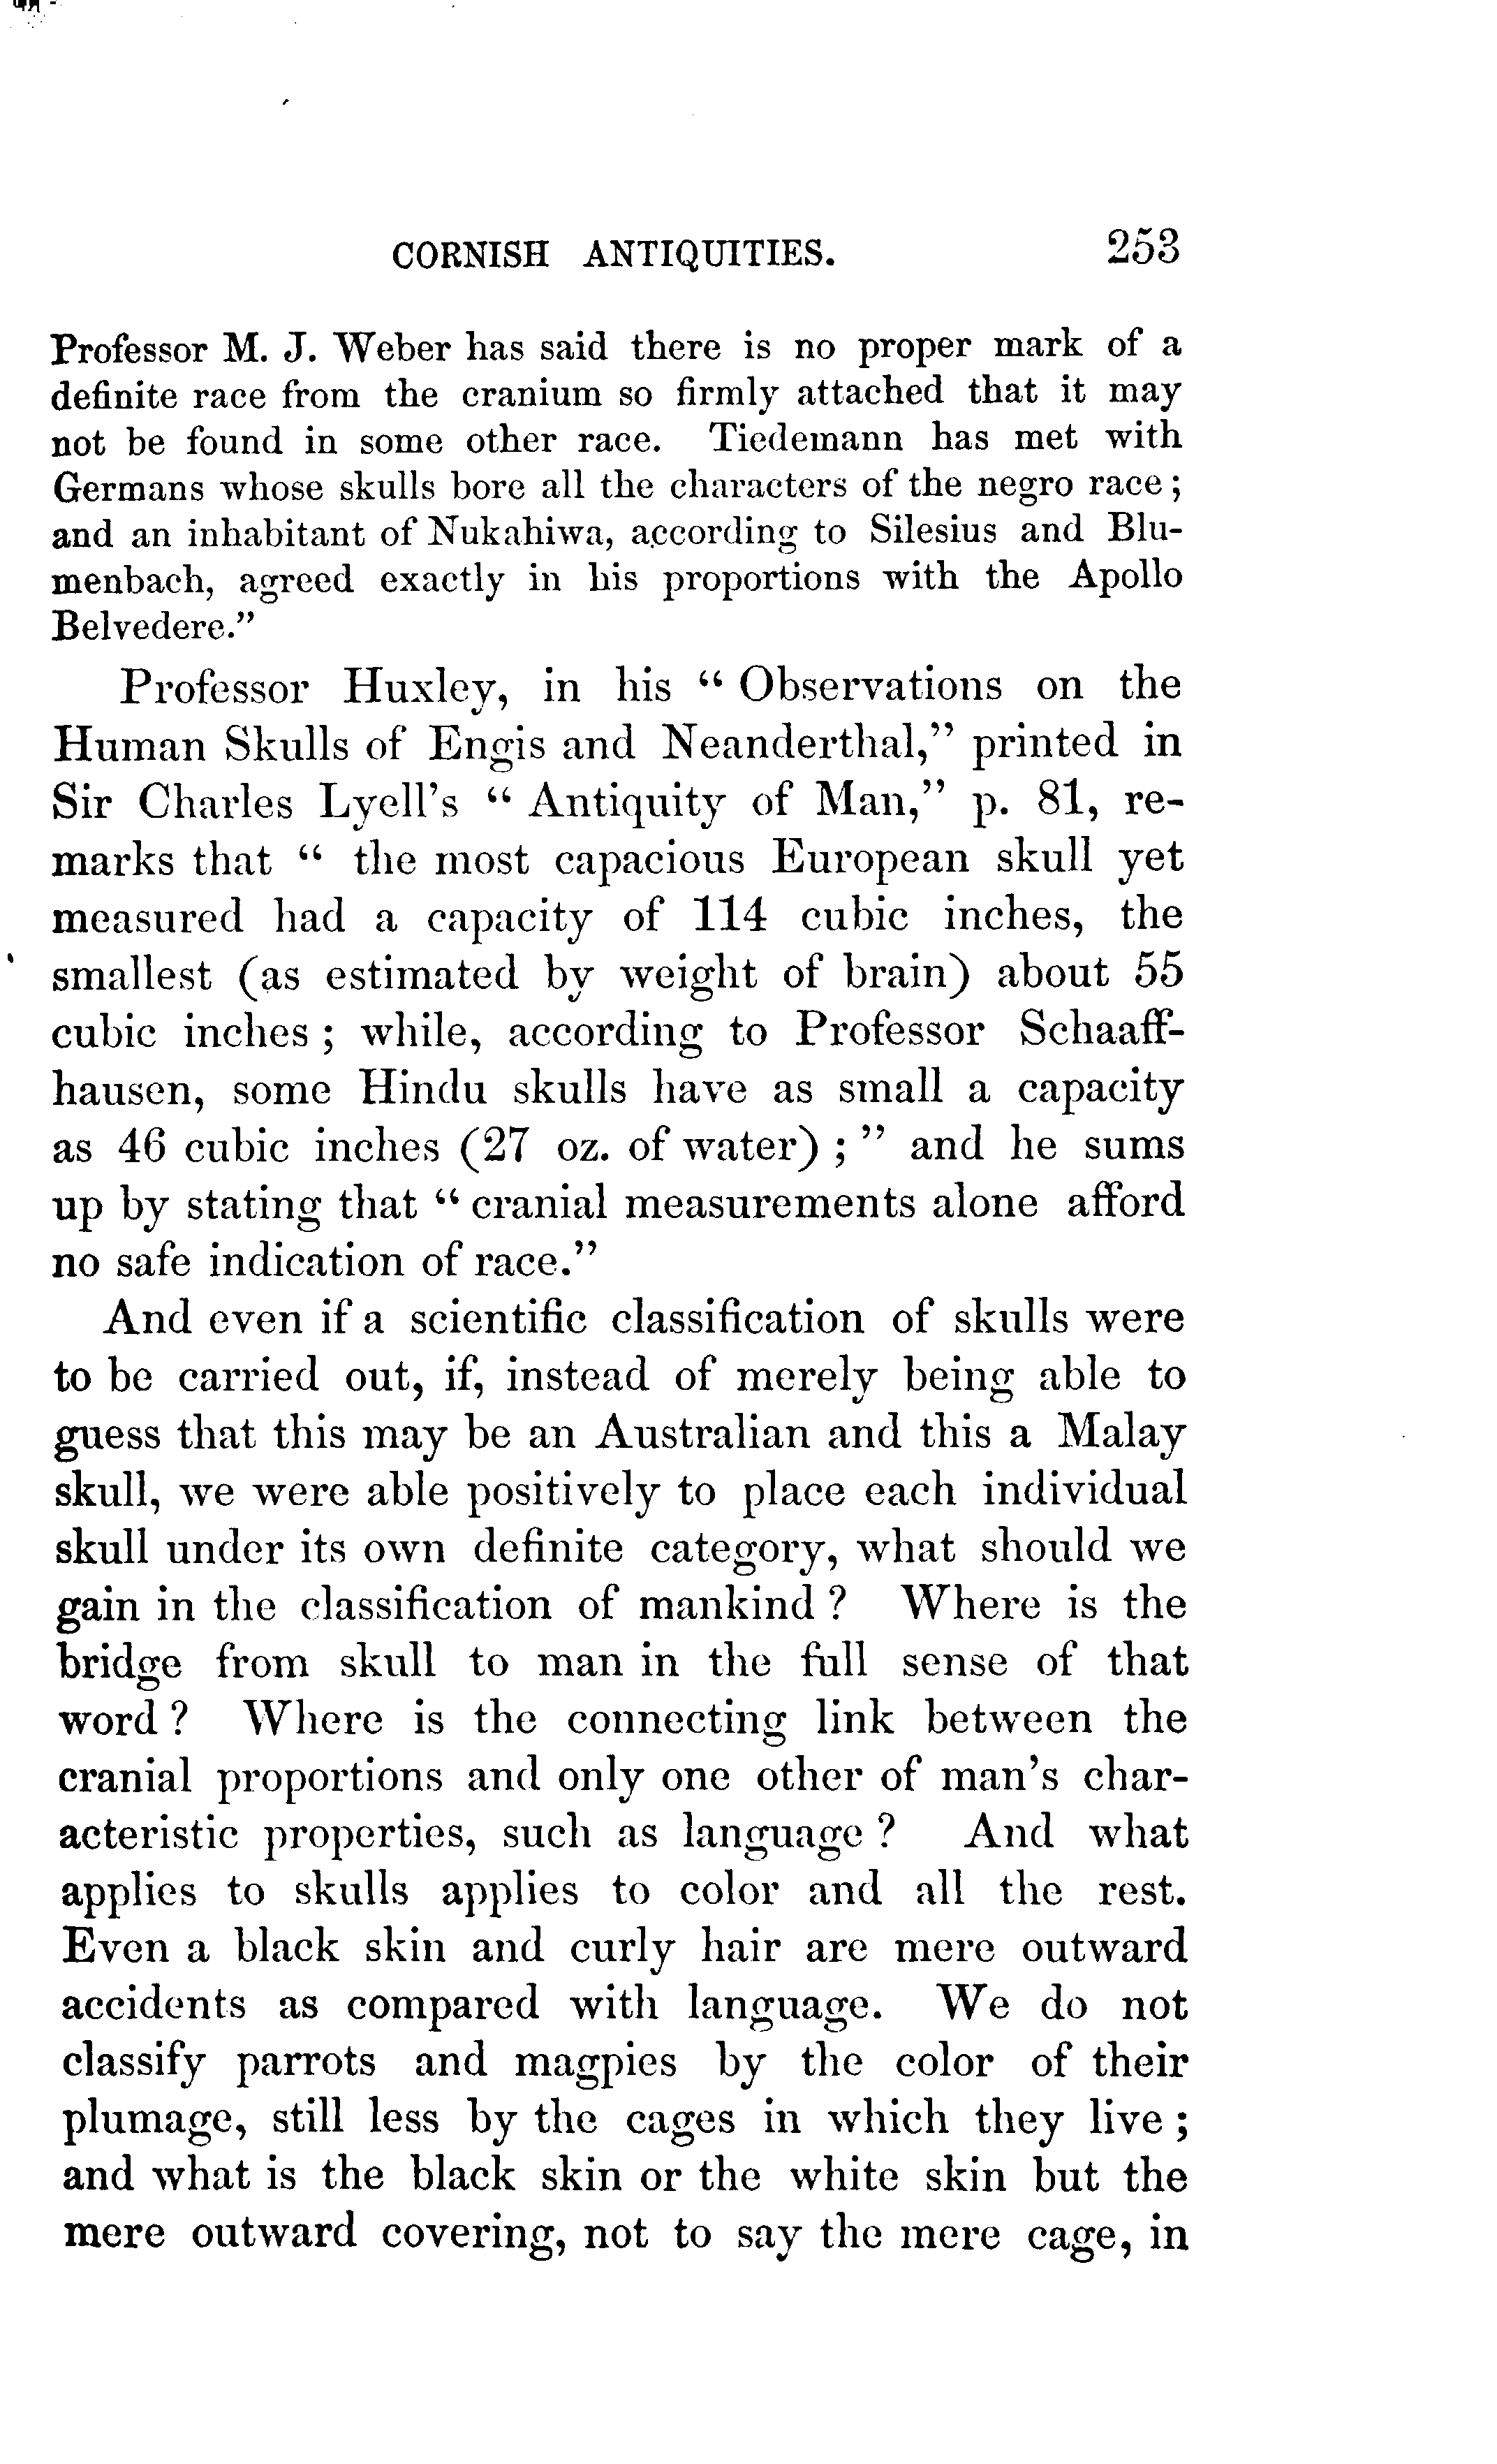 CORNISH ANTIQUITIES. 253
Professor M. J. Weber has said there is no proper mark of a
definite race from the cranium so firmly attached that it may
not be found in some other race. Tiedemann has met with
Germans whose skulls bore all the characters of the negro race;
and an inhabitant of Nukahiwa, according to Silesius and Blu-
menbach, agreed exactly in his proportions with the Apollo
Belvedere."
Professor Huxley, in his "Observations on the
Human Skulls of Engis and Neanderthal," printed in
Sir Charles Lyell's "Antiquity of Man," p. 81, re-
marks that "the most capacious European skull yet
measured had a capacity of 114 cubic inches, the
smallest (as estimated by weight of brain) about 55
cubic inches; while, according to Professor Schaaff-
hausen, some Hindu skulls have as small a capacity
as 46 cubic inches (27 oz. of water);" and he sums
up by stating that "cranial measurements alone afford
no safe indication of race."
And even if a scientific classification of skulls were
to be carried out, if, instead of merely being able to
guess that this may be an Australian and this a Malay
skull, we were able positively to place each individual
skull under its own definite category, what should we
gain in the classification of mankind? Where is the
bridge from skull to man in the full sense of that
word? Where is the connecting link between the
cranial proportions and only one other of man's char-
acteristic properties, such as language? And what
applies to skulls applies to color and all the rest.
Even a black skin and curly hair are mere outward
accidents as compared with language. We do not
classify parrots and magpies by the color of their
plumage, still less by the cages in which they live;
and what is the black skin or the white skin but the
mere outward covering, not to say the mere cage, in